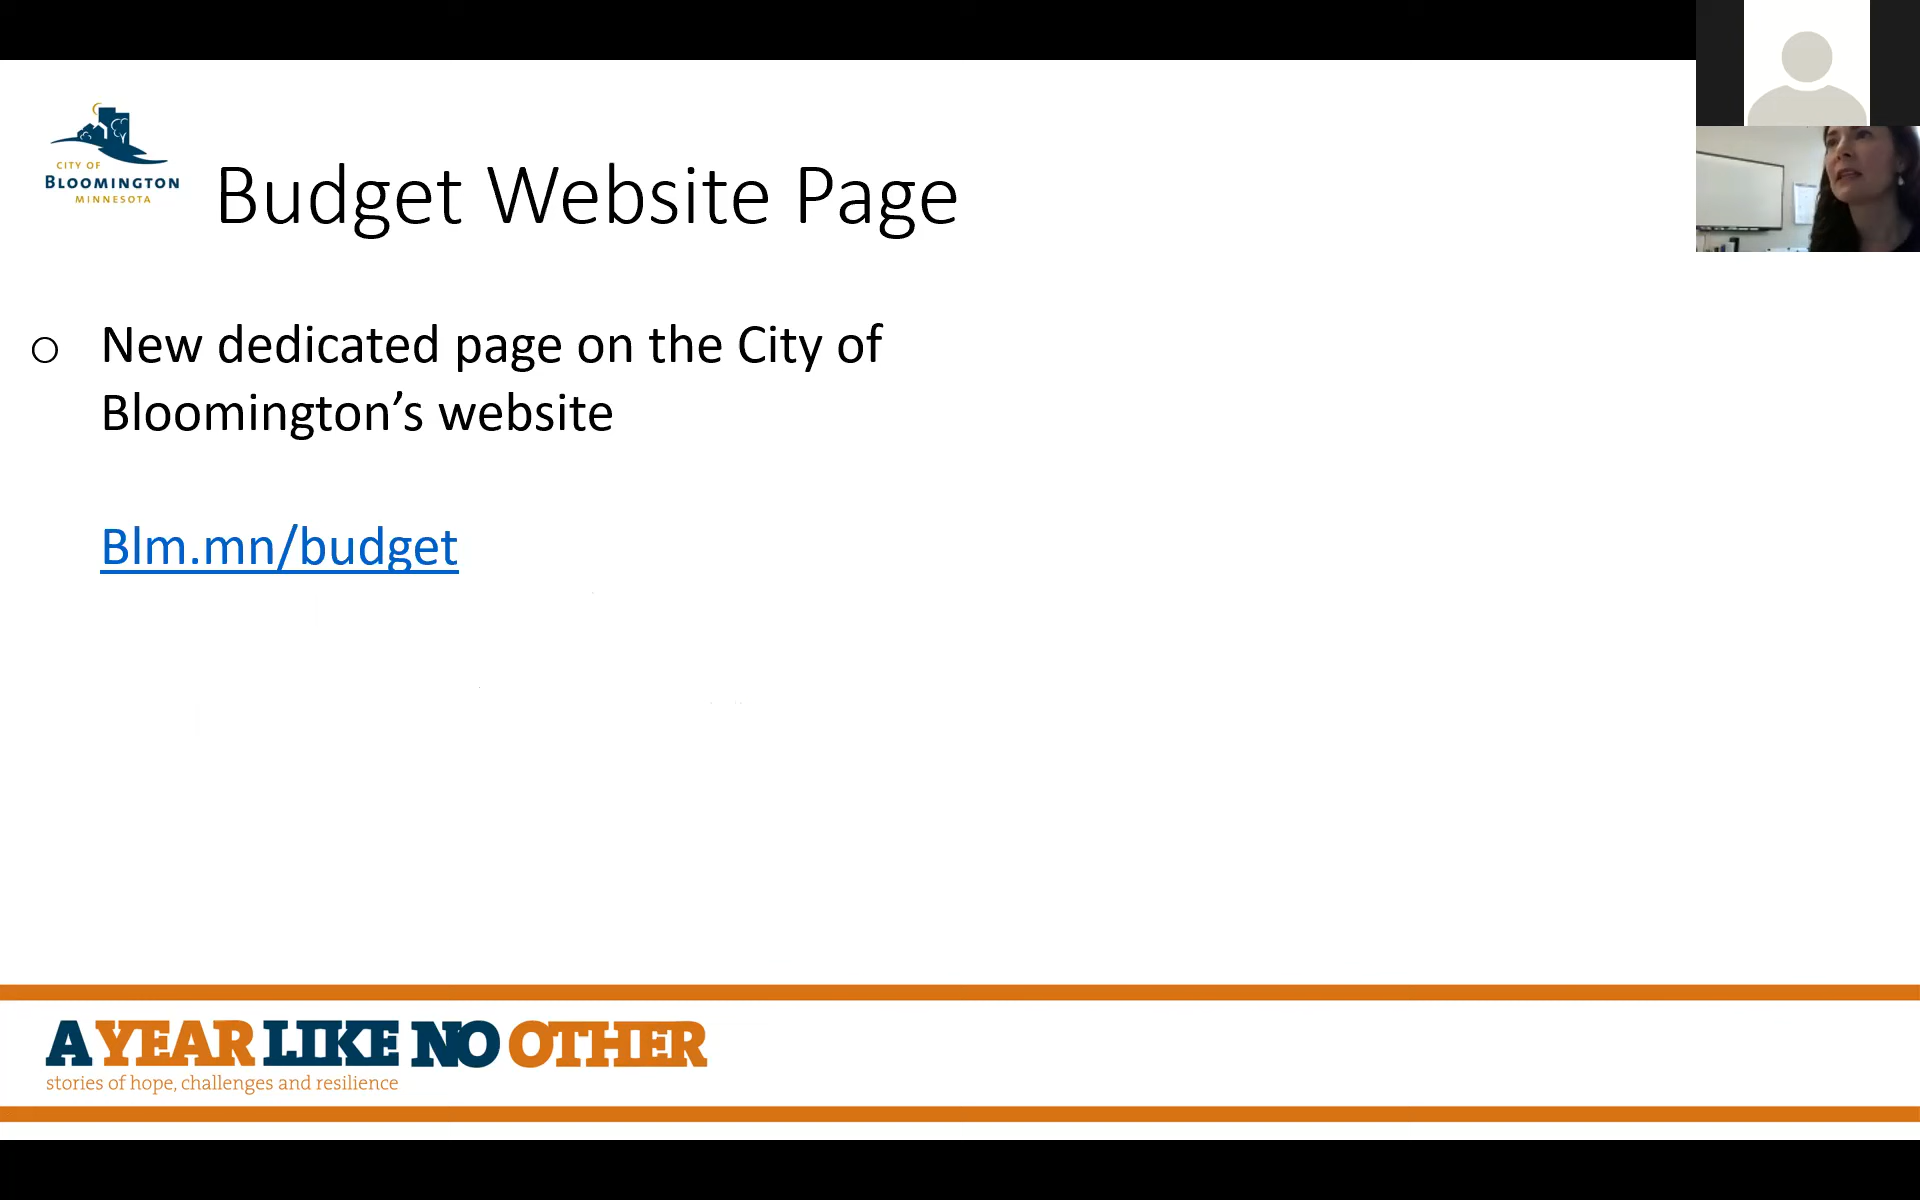 CITY OF
BLOOMINGTON
MINNESOTA
Budget Website Page
New dedicated page on the City of
Bloomington’s website
Blm.mn/budget
A YEAR LIKE NO OTHER
stories of hope, challenges and resilience